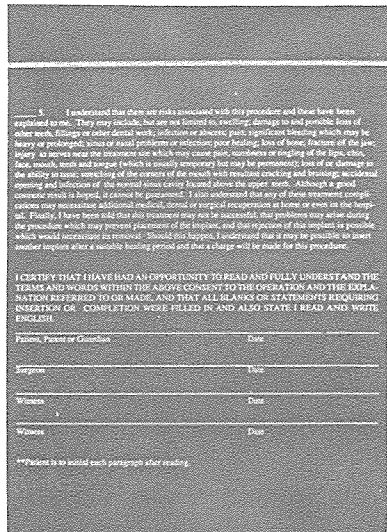 5. I understand that there are risks associated with this procedure and these have been
explained to me. They may include, but are not limited to, swelling; damage to and possible loss of
other teeth, fillings or other dental work; infection or abscess; pain; significant bleeding which may be
heavy or prolonged; sinus or nasal problems or infection; poor healing; loss of bone; fracture of the jaw;
injury to nerves near the treatment site which may cause pain, numbness or tingling of the lips, chin,
face, mouth, teeth and tongue (which is usually temporary but may be permanent); loss of or damage to
the ability to taste; stretching of the corners of the mouth with resultant cracking and bruising; accidental
opening and infection of the normal sinus cavity located above the upper teeth. Although a good
cosmetic result is hoped, it cannot be guaranteed. I also understand that any of these treatment compli-
cations may necessitate additional medical, dental or surgical recuperation at home or even in the hospi-
tal. Finally, I have been told that this treatment may not be successful, that problems may arise during
the procedure which may prevent placement of the implant, and that rejection of this implant is possible
which would necessitate its removal. Should this happen, I understand that it may be possible to insert
another implant after a suitable healing period and that a charge will be made for this procedure.
I CERTIFY THAT I HAVE HAD AN OPPORTUNITY TO READ AND FULLY UNDERSTAND THE
TERMS AND WORDS WITHIN THE ABOVE CONSENT TO THE OPERATION AND THE EXPLA-
NATION REFERRED TO OR MADE, AND THAT ALL BLANKS OR STATEMENTS REQUIRING
INSERTION OR COMPLETION WERE FILLED IN AND ALSO STATE I READ AND WRITE
ENGLISH.
Patient, Parent or Guardian Date
Surgeon Date
Witness Date
Witness Date
**Patient is to initial each paragraph after reading.